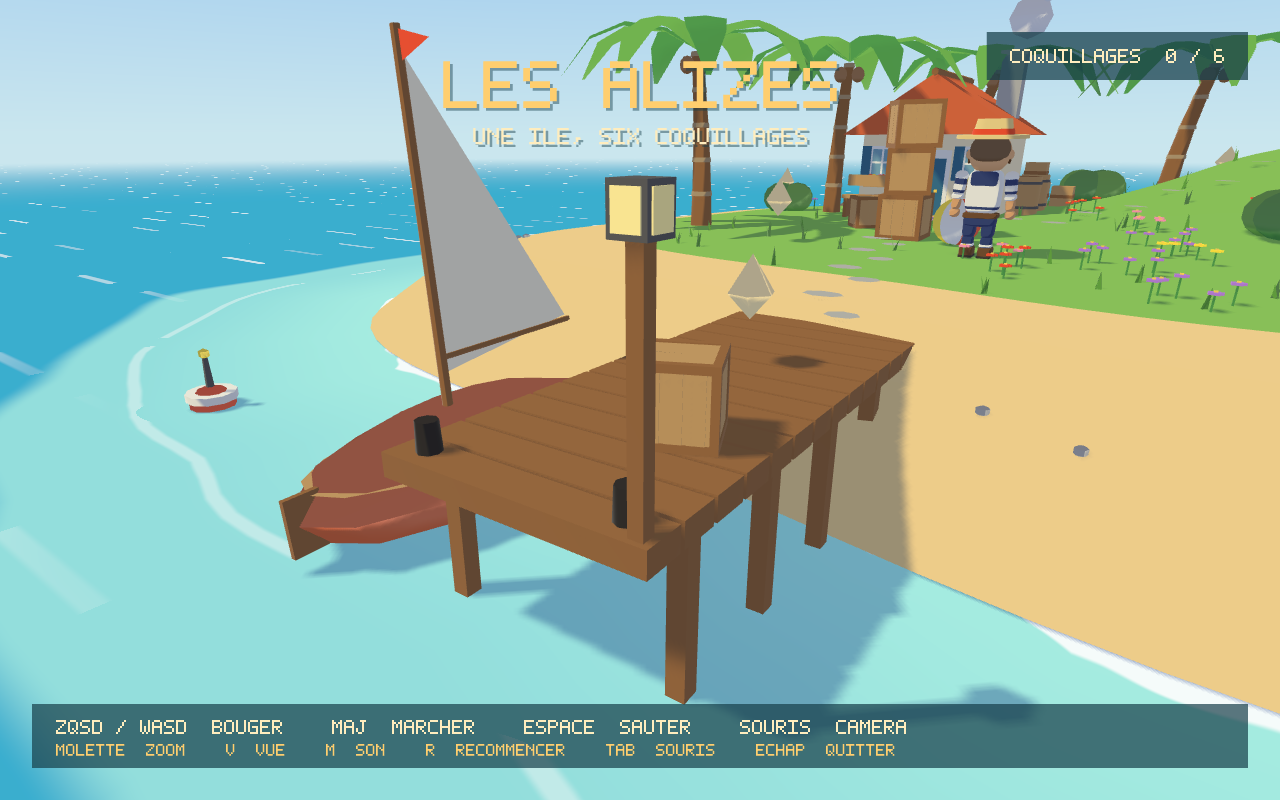 COQUILLAGES 0 / 6
LES ALIZES
UNE ILE, SIX COQUILLAGES
ZQSD / WASD BOUGER MAJ MARCHER ESPACE SAUTER SOURIS CAMERA
MOLETTE ZOOM V VUE M SON R RECOMMENCER TAB SOURIS ECHAP QUITTER